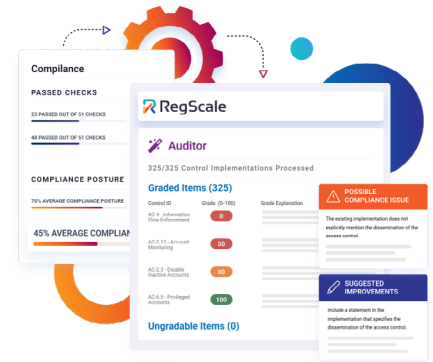 Compilance
PASSED CHECKS
25 PASSED OUT OF 51 CHECKS
48 PASSED OUT OF 51 CHECKS
COMPLIANCE POSTURE
70% AVERAGE COMPLIANCE POSTURE
45% AVERAGE COMPLIAN
RegScale
Auditor
325/325 Control Implementations Processed
Graded Items (325)
Control ID Grade (0-100) Grade Explanation
AC-4 - Information
Flow Enforcement
0
AC-2.12 - Account
Monitoring
50
AC-2.3 - Disable
Inactive Accounts
80
AC-6.5 - Privileged
Accounts
100
Ungradable Items (0)
POSSIBLE
COMPLIANCE ISSUE
The existing implementation does not
explicitly mention the dissemination of the
access control.
SUGGESTED
IMPROVEMENTS
Include a statement in the
implementation that specifies the
dissemination of the access control.